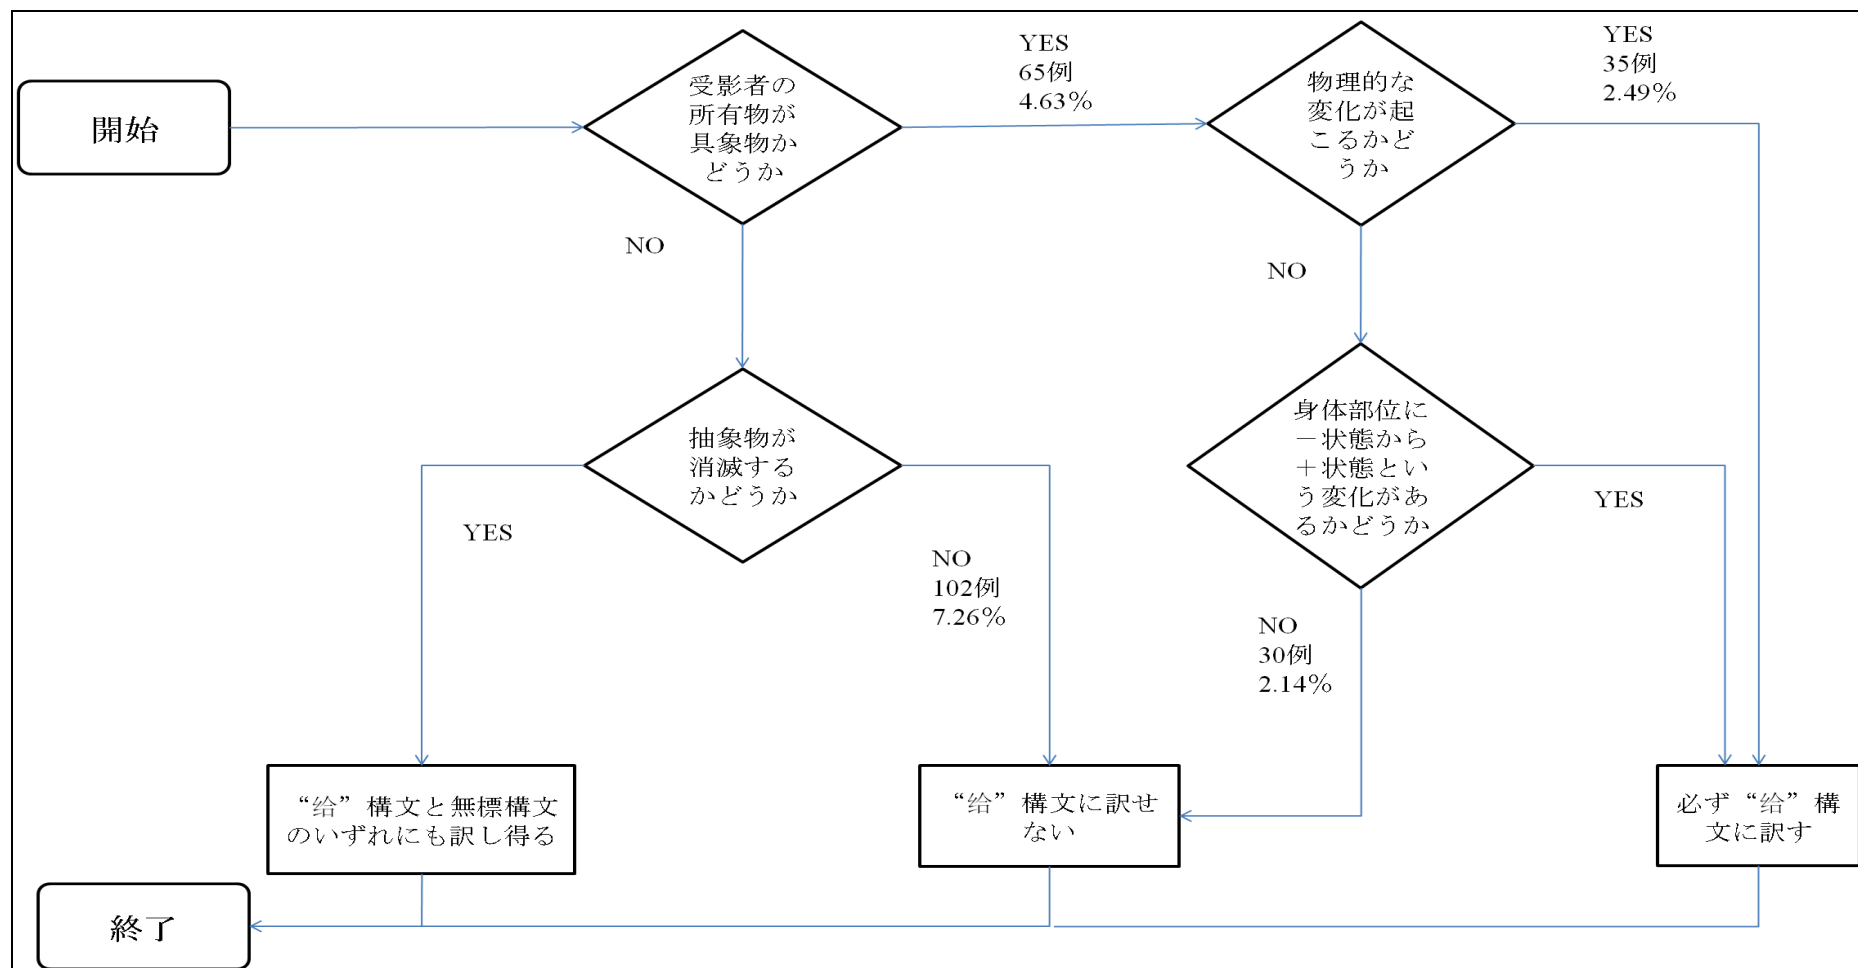 開始
受影者の
所有物が
具象物か
どうか
YES
65例
4.63%
物理的な
変化が起
こるかど
うか
YES
35例
2.49%
NO
NO
抽象物が
消滅する
かどうか
YES
NO
102例
7.26%
身体部位に
－状態から
＋状態とい
う変化があ
るかどうか
YES
NO
30例
2.14%
“给”構文と無標構文
のいずれにも訳し得る
“给”構文に訳せ
ない
必ず“给”構
文に訳す
終了